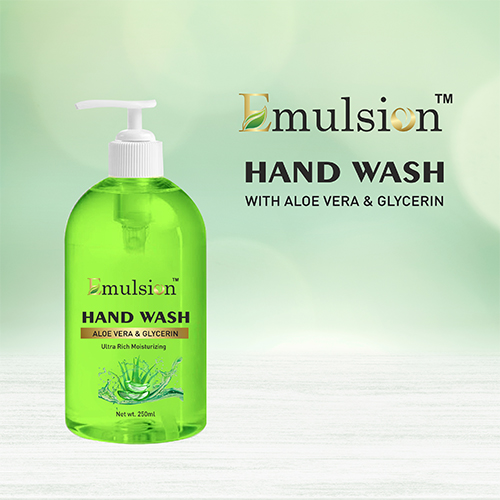 Emulsion™
HAND WASH
WITH ALOE VERA & GLYCERIN
Emulsion™
HAND WASH
ALOE VERA & GLYCERIN
Ultra Rich Moisturizing
Net wt. 250ml